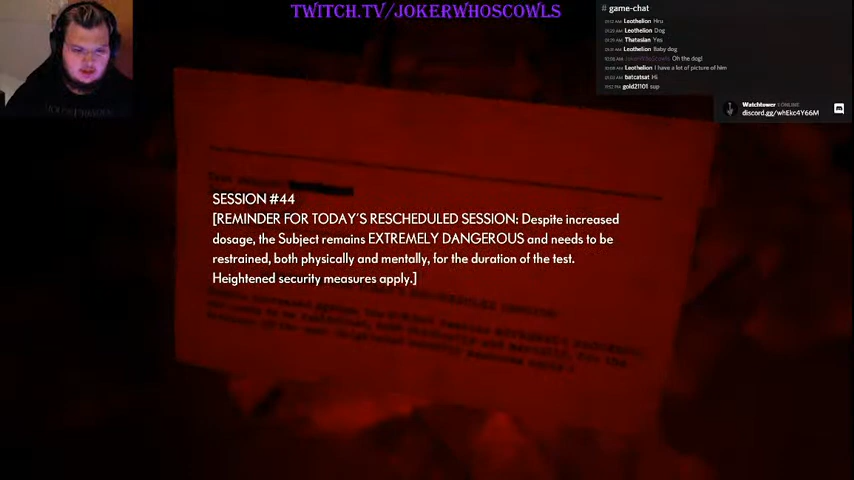 TWITCH.TV/JOKERWHOSCOWLS
# game-chat
Leothelion Hru
Leothelion Dog
Thatasian Yes
Leothelion Baby dog
JokerWhoScowls Oh the dog!
Leothelion I have a lot of picture of him
batcatsat Hi
gold21101 sup
Watchtower ONLINE
discord.gg/whEkc4Y66M
SESSION #44
[REMINDER FOR TODAY'S RESCHEDULED SESSION: Despite increased
dosage, the Subject remains EXTREMELY DANGEROUS and needs to be
restrained, both physically and mentally, for the duration of the test.
Heightened security measures apply.]